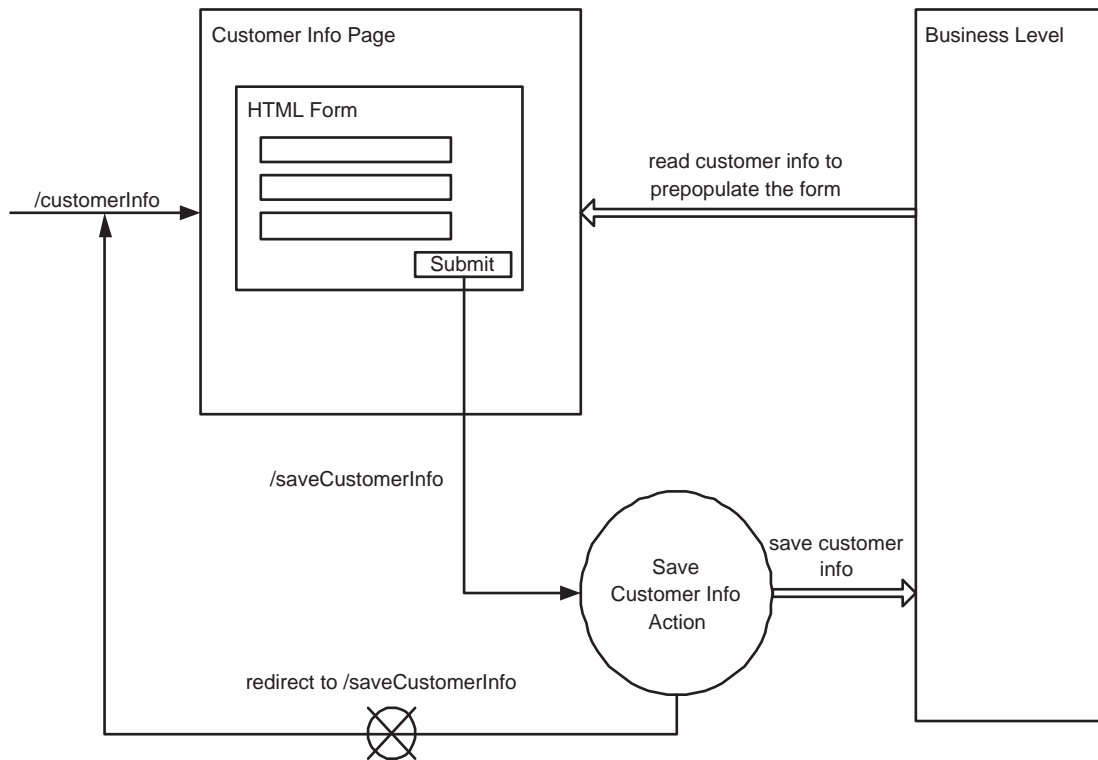 Customer Info Page
Business Level
HTML Form
read customer info to
prepopulate the form
/customerInfo
Submit
/saveCustomerInfo
save customer
info
Save
Customer Info
Action
redirect to /saveCustomerInfo